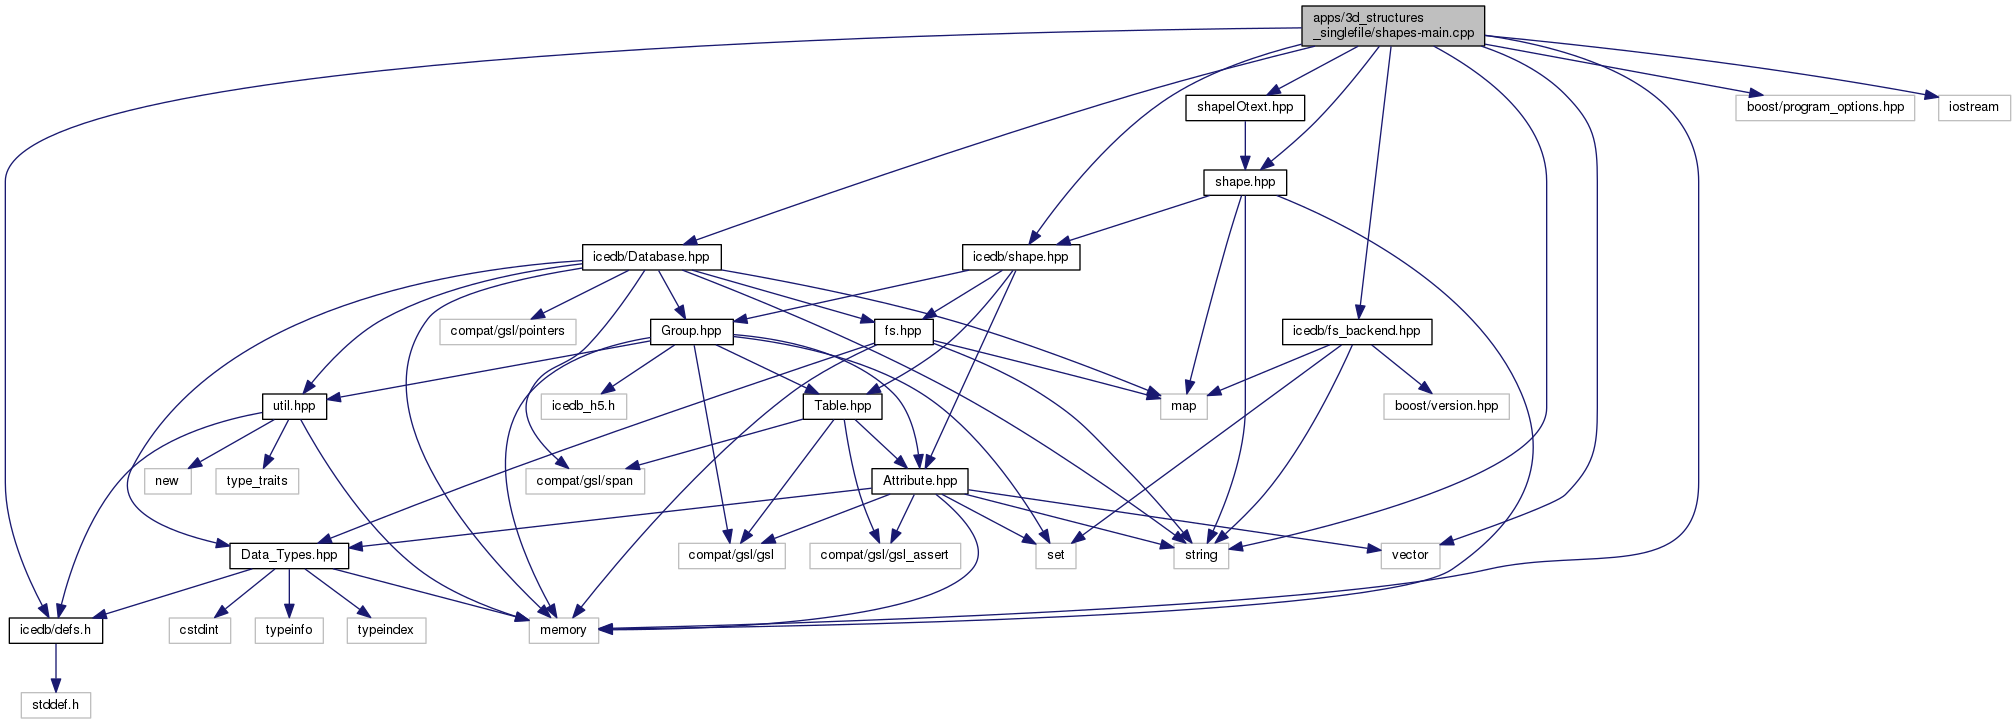 apps/3d_structures
_singlefile/shapes-main.cpp
shapeIOtext.hpp
boost/program_options.hpp
iostream
shape.hpp
icedb/Database.hpp
icedb/shape.hpp
compat/gsl/pointers
Group.hpp
fs.hpp
icedb/fs_backend.hpp
util.hpp
icedb_h5.h
Table.hpp
map
boost/version.hpp
new
type_traits
compat/gsl/span
Attribute.hpp
Data_Types.hpp
compat/gsl/gsl
compat/gsl/gsl_assert
set
string
vector
icedb/defs.h
cstdint
typeinfo
typeindex
memory
stddef.h